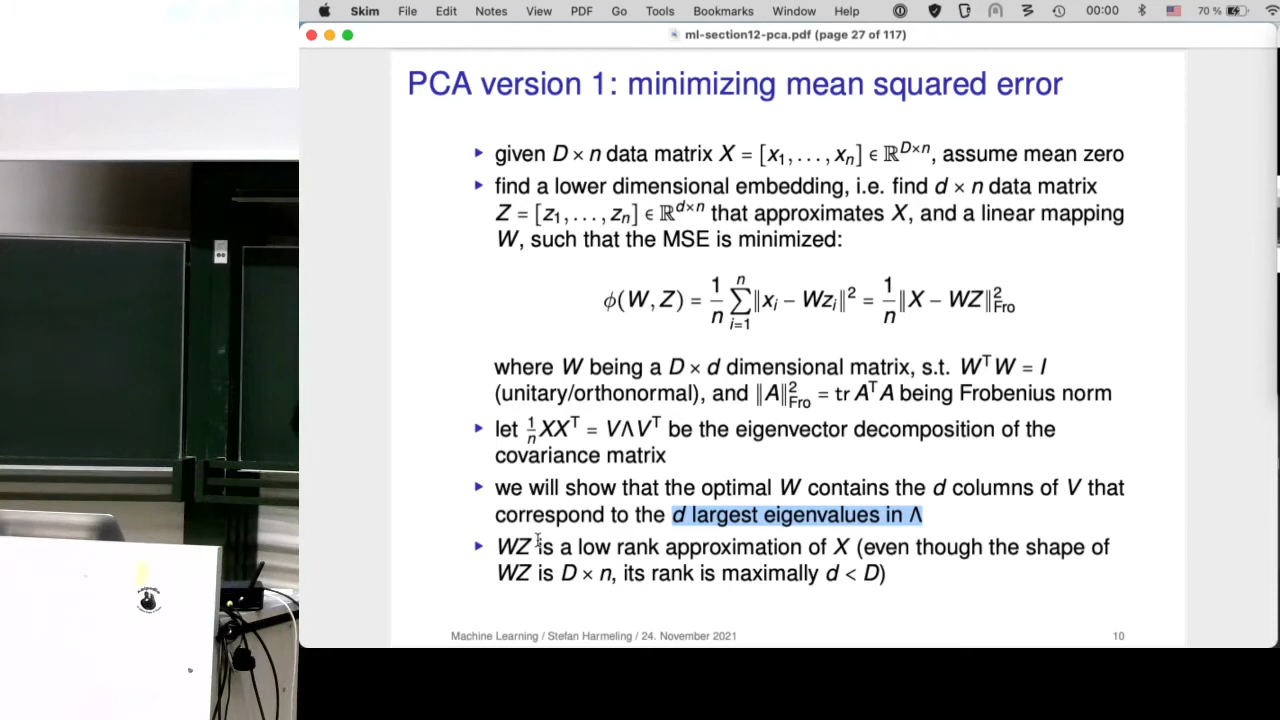 Skim File Edit Notes View PDF Go Tools Bookmarks Window Help 00:00 70 %
ml-section12-pca.pdf (page 27 of 117)
PCA version 1: minimizing mean squared error
▸ given D × n data matrix X = [x₁, . . . , xₙ] ∈ ℝ^{D×n}, assume mean zero
▸ find a lower dimensional embedding, i.e. find d × n data matrix
Z = [z₁, . . . , zₙ] ∈ ℝ^{d×n} that approximates X, and a linear mapping
W, such that the MSE is minimized:
ϕ(W, Z) = 1/n ∑_{i=1}^{n} ‖xᵢ − Wzᵢ‖² = 1/n ‖X − WZ‖²_Fro
where W being a D × d dimensional matrix, s.t. WᵀW = I
(unitary/orthonormal), and ‖A‖²_Fro = tr AᵀA being Frobenius norm
▸ let 1/n XXᵀ = VΛVᵀ be the eigenvector decomposition of the
covariance matrix
▸ we will show that the optimal W contains the d columns of V that
correspond to the d largest eigenvalues in Λ
▸ WZ is a low rank approximation of X (even though the shape of
WZ is D × n, its rank is maximally d < D)
Machine Learning / Stefan Harmeling / 24. November 2021 10